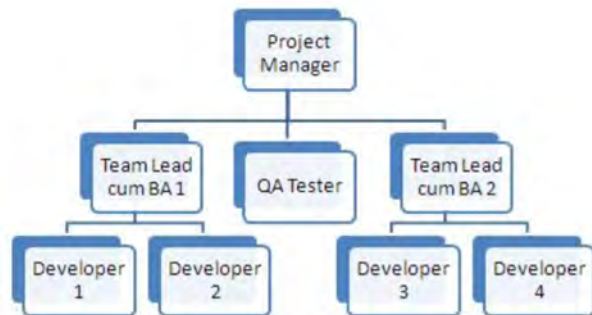 Project
Manager
Team Lead
cum BA 1
QA Tester
Team Lead
cum BA 2
Developer
1
Developer
2
Developer
3
Developer
4